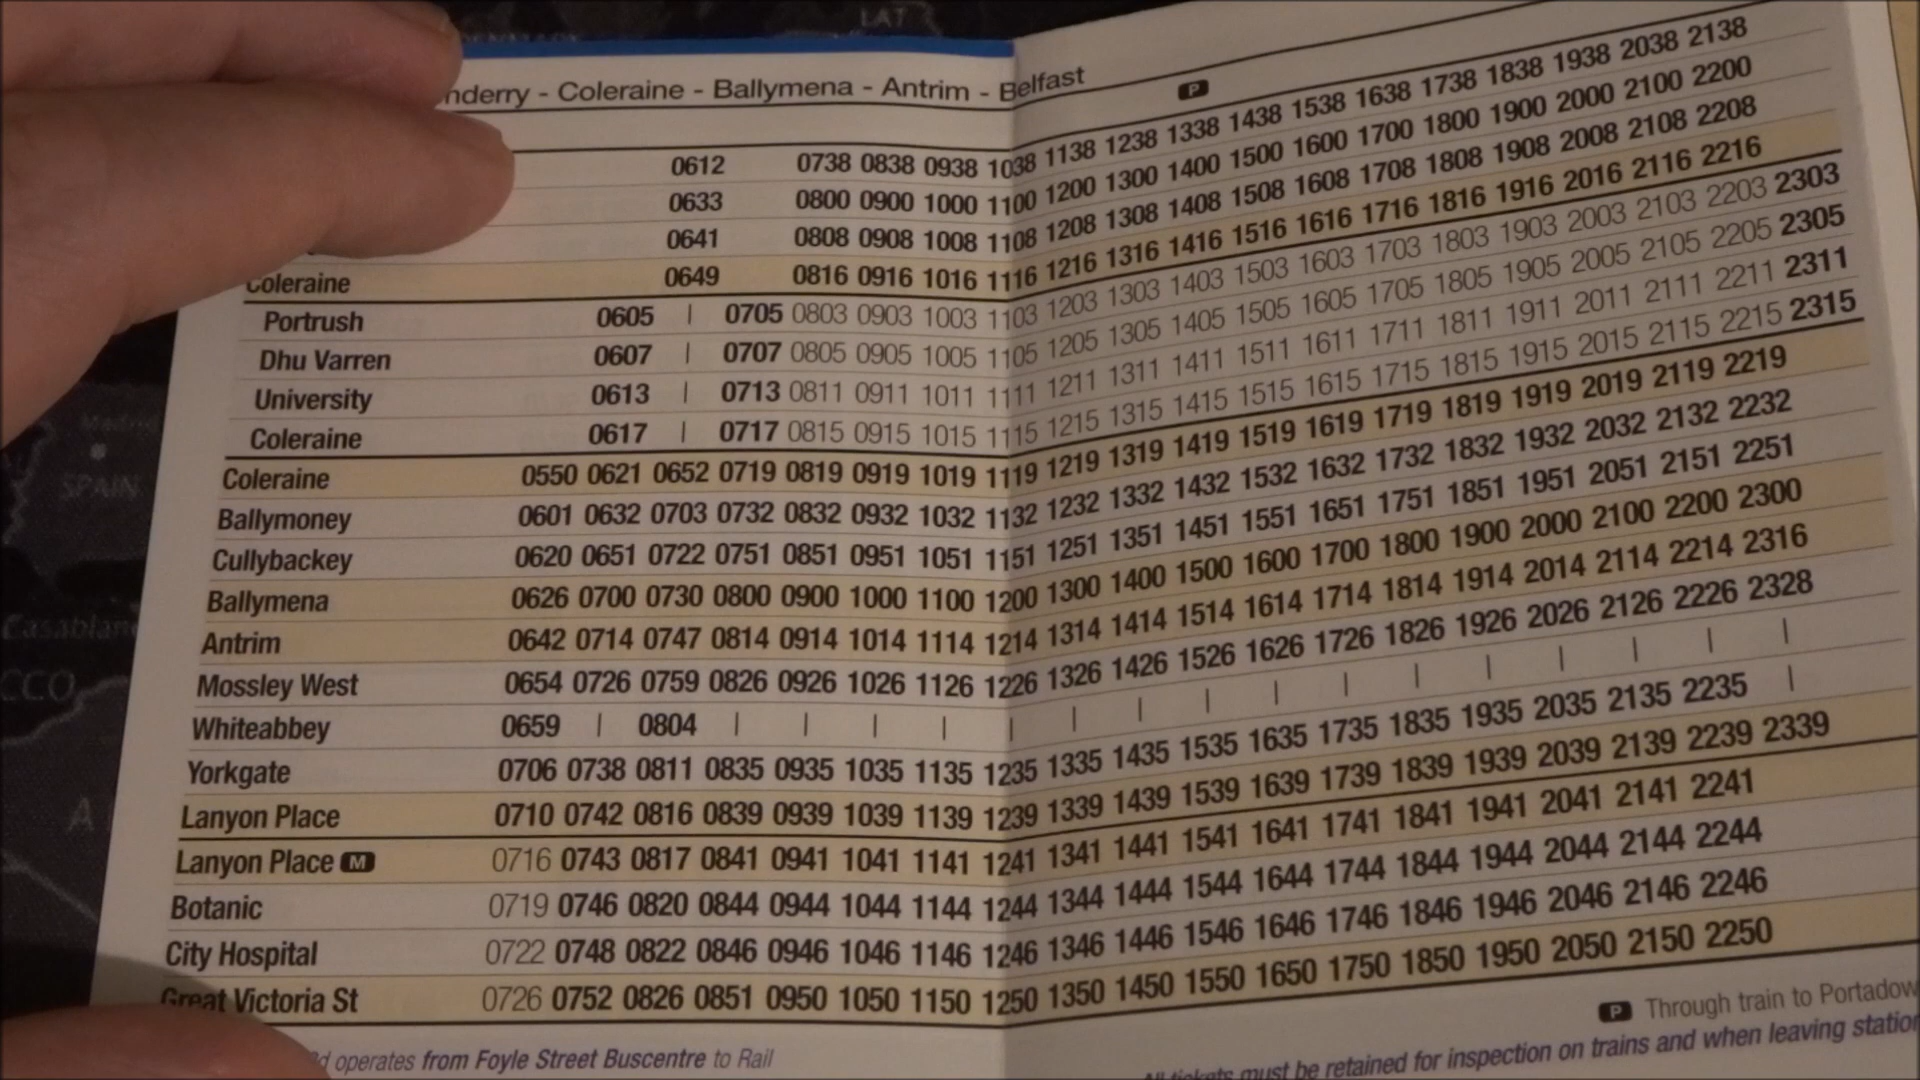 LAT
nderry - Coleraine - Ballymena - Antrim - Belfast
P
0612 0738 0838 0938 1038 1138 1238 1338 1438 1538 1638 1738 1838 1938 2038 2138
0633 0800 0900 1000 1100 1200 1300 1400 1500 1600 1700 1800 1900 2000 2100 2200
0641 0808 0908 1008 1108 1208 1308 1408 1508 1608 1708 1808 1908 2008 2108 2208
Coleraine 0649 0816 0916 1016 1116 1216 1316 1416 1516 1616 1716 1816 1916 2016 2116 2216
Portrush 0605 | 0705 0803 0903 1003 1103 1203 1303 1403 1503 1603 1703 1803 1903 2003 2103 2203 2303
Dhu Varren 0607 | 0707 0805 0905 1005 1105 1205 1305 1405 1505 1605 1705 1805 1905 2005 2105 2205 2305
University 0613 | 0713 0811 0911 1011 1111 1211 1311 1411 1511 1611 1711 1811 1911 2011 2111 2211 2311
Coleraine 0617 | 0717 0815 0915 1015 1115 1215 1315 1415 1515 1615 1715 1815 1915 2015 2115 2215 2315
Coleraine 0550 0621 0652 0719 0819 0919 1019 1119 1219 1319 1419 1519 1619 1719 1819 1919 2019 2119 2219
Ballymoney 0601 0632 0703 0732 0832 0932 1032 1132 1232 1332 1432 1532 1632 1732 1832 1932 2032 2132 2232
Cullybackey 0620 0651 0722 0751 0851 0951 1051 1151 1251 1351 1451 1551 1651 1751 1851 1951 2051 2151 2251
Ballymena 0626 0700 0730 0800 0900 1000 1100 1200 1300 1400 1500 1600 1700 1800 1900 2000 2100 2200 2300
Antrim 0642 0714 0747 0814 0914 1014 1114 1214 1314 1414 1514 1614 1714 1814 1914 2014 2114 2214 2316
Mossley West 0654 0726 0759 0826 0926 1026 1126 1226 1326 1426 1526 1626 1726 1826 1926 2026 2126 2226 2328
Whiteabbey 0659 | 0804 | | | | | | | | | | | | | | | |
Yorkgate 0706 0738 0811 0835 0935 1035 1135 1235 1335 1435 1535 1635 1735 1835 1935 2035 2135 2235 |
Lanyon Place 0710 0742 0816 0839 0939 1039 1139 1239 1339 1439 1539 1639 1739 1839 1939 2039 2139 2239 2339
Lanyon Place M 0716 0743 0817 0841 0941 1041 1141 1241 1341 1441 1541 1641 1741 1841 1941 2041 2141 2241
Botanic 0719 0746 0820 0844 0944 1044 1144 1244 1344 1444 1544 1644 1744 1844 1944 2044 2144 2244
City Hospital 0722 0748 0822 0846 0946 1046 1146 1246 1346 1446 1546 1646 1746 1846 1946 2046 2146 2246
Great Victoria St 0726 0752 0826 0851 0950 1050 1150 1250 1350 1450 1550 1650 1750 1850 1950 2050 2150 2250
P Through train to Portadow
d operates from Foyle Street Buscentre to Rail
tickets must be retained for inspection on trains and when leaving station
SPAIN
Casablan
CCO
A